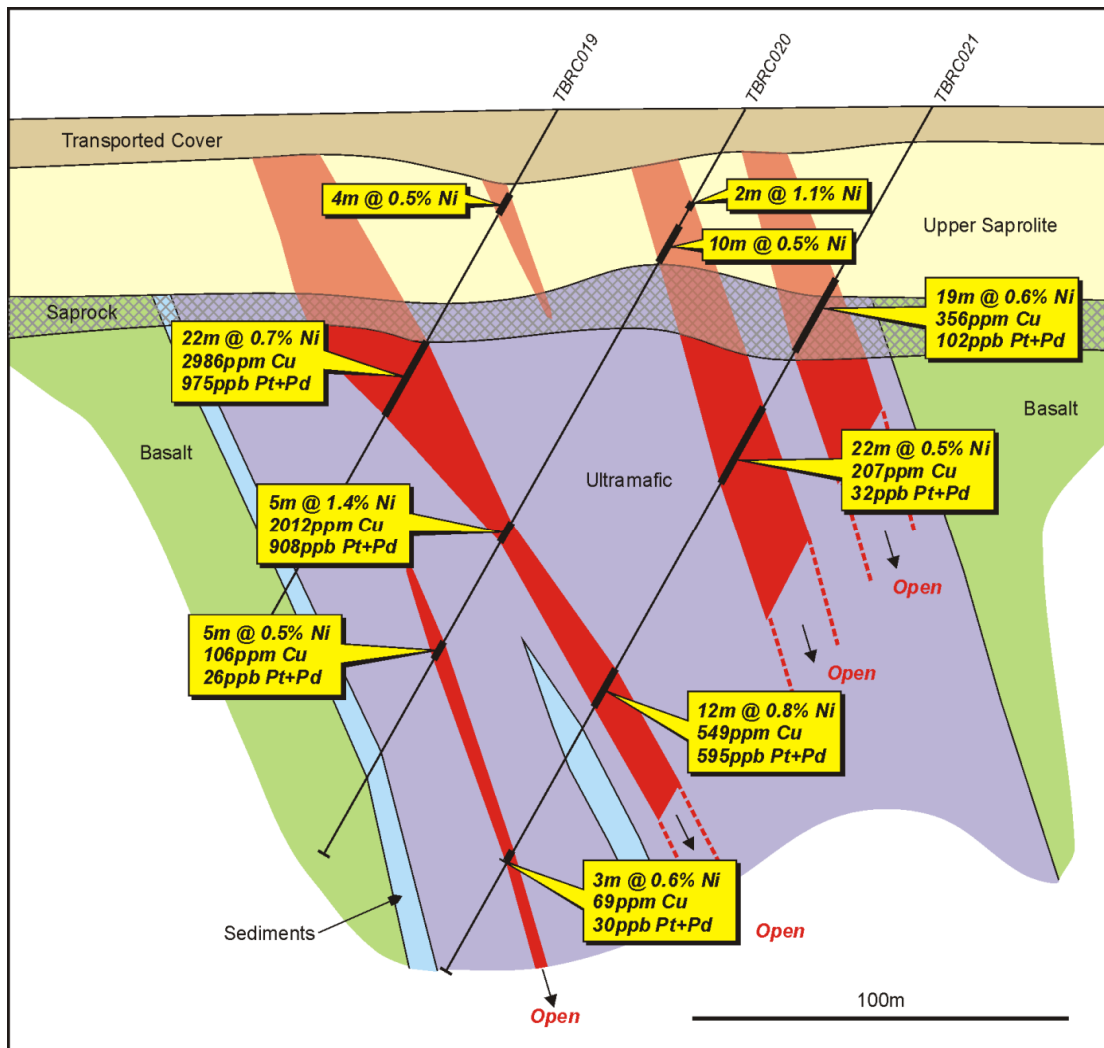 TBRC019
TBRC020
TBRC021
Transported Cover
4m @ 0.5% Ni
2m @ 1.1% Ni
10m @ 0.5% Ni
Upper Saprolite
Saprock
19m @ 0.6% Ni
356ppm Cu
102ppb Pt+Pd
22m @ 0.7% Ni
2986ppm Cu
975ppb Pt+Pd
Basalt
Basalt
Ultramafic
22m @ 0.5% Ni
207ppm Cu
32ppb Pt+Pd
5m @ 1.4% Ni
2012ppm Cu
908ppb Pt+Pd
Open
5m @ 0.5% Ni
106ppm Cu
26ppb Pt+Pd
Open
12m @ 0.8% Ni
549ppm Cu
595ppb Pt+Pd
3m @ 0.6% Ni
69ppm Cu
30ppb Pt+Pd
Sediments
Open
Open
100m